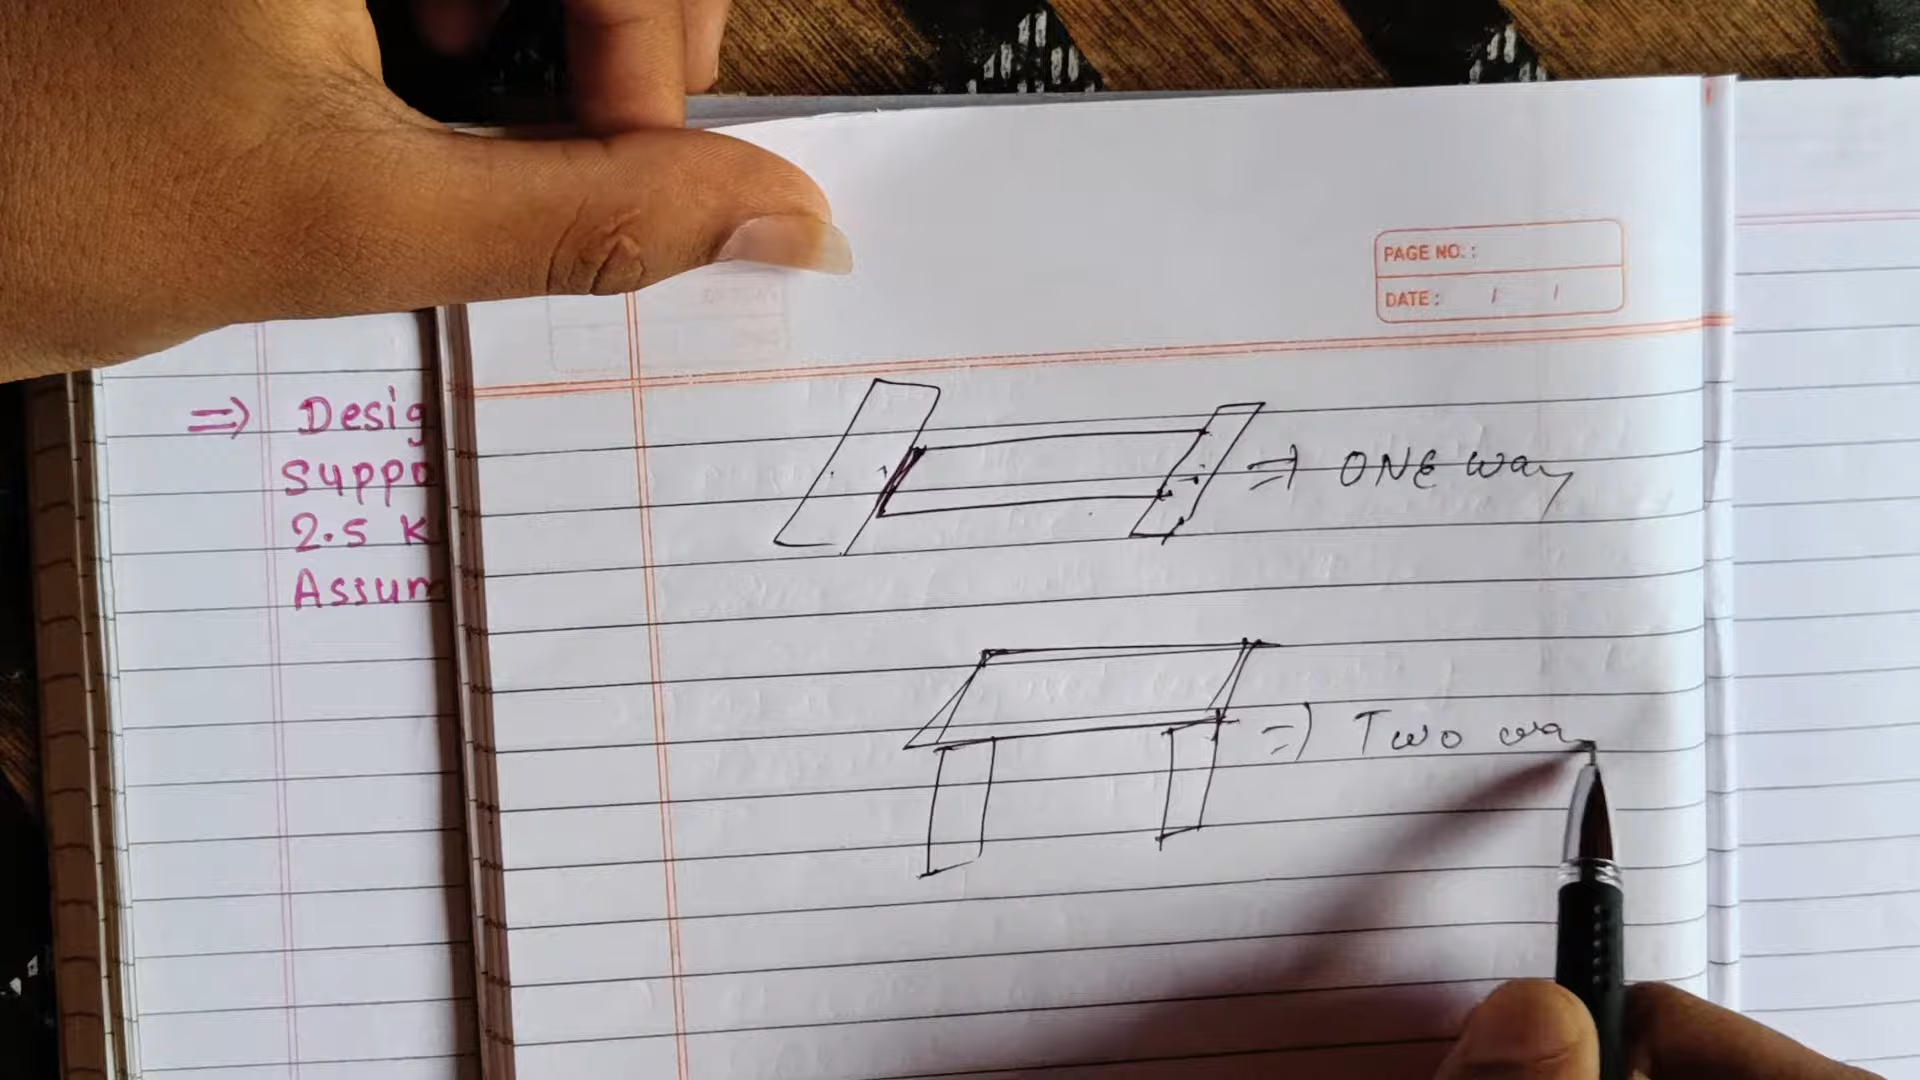 PAGE NO. :
DATE : / /
=> Desig
suppo
2.5 K
Assum
=> ONE way
=> Two wa